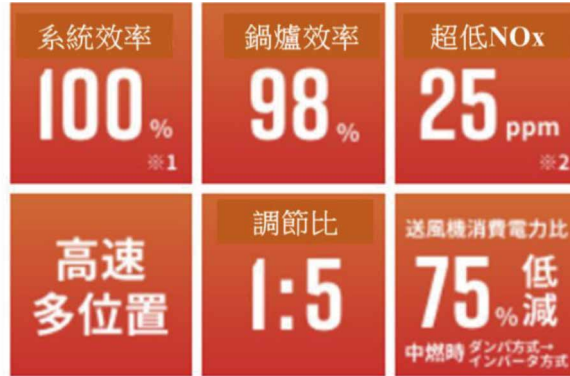 系統效率
100%
※1
鍋爐效率
98%
超低NOx
25ppm
※2
高速
多位置
調節比
1:5
送風機消費電力比
75%低減
中燃時 ダンパ方式→
インバータ方式